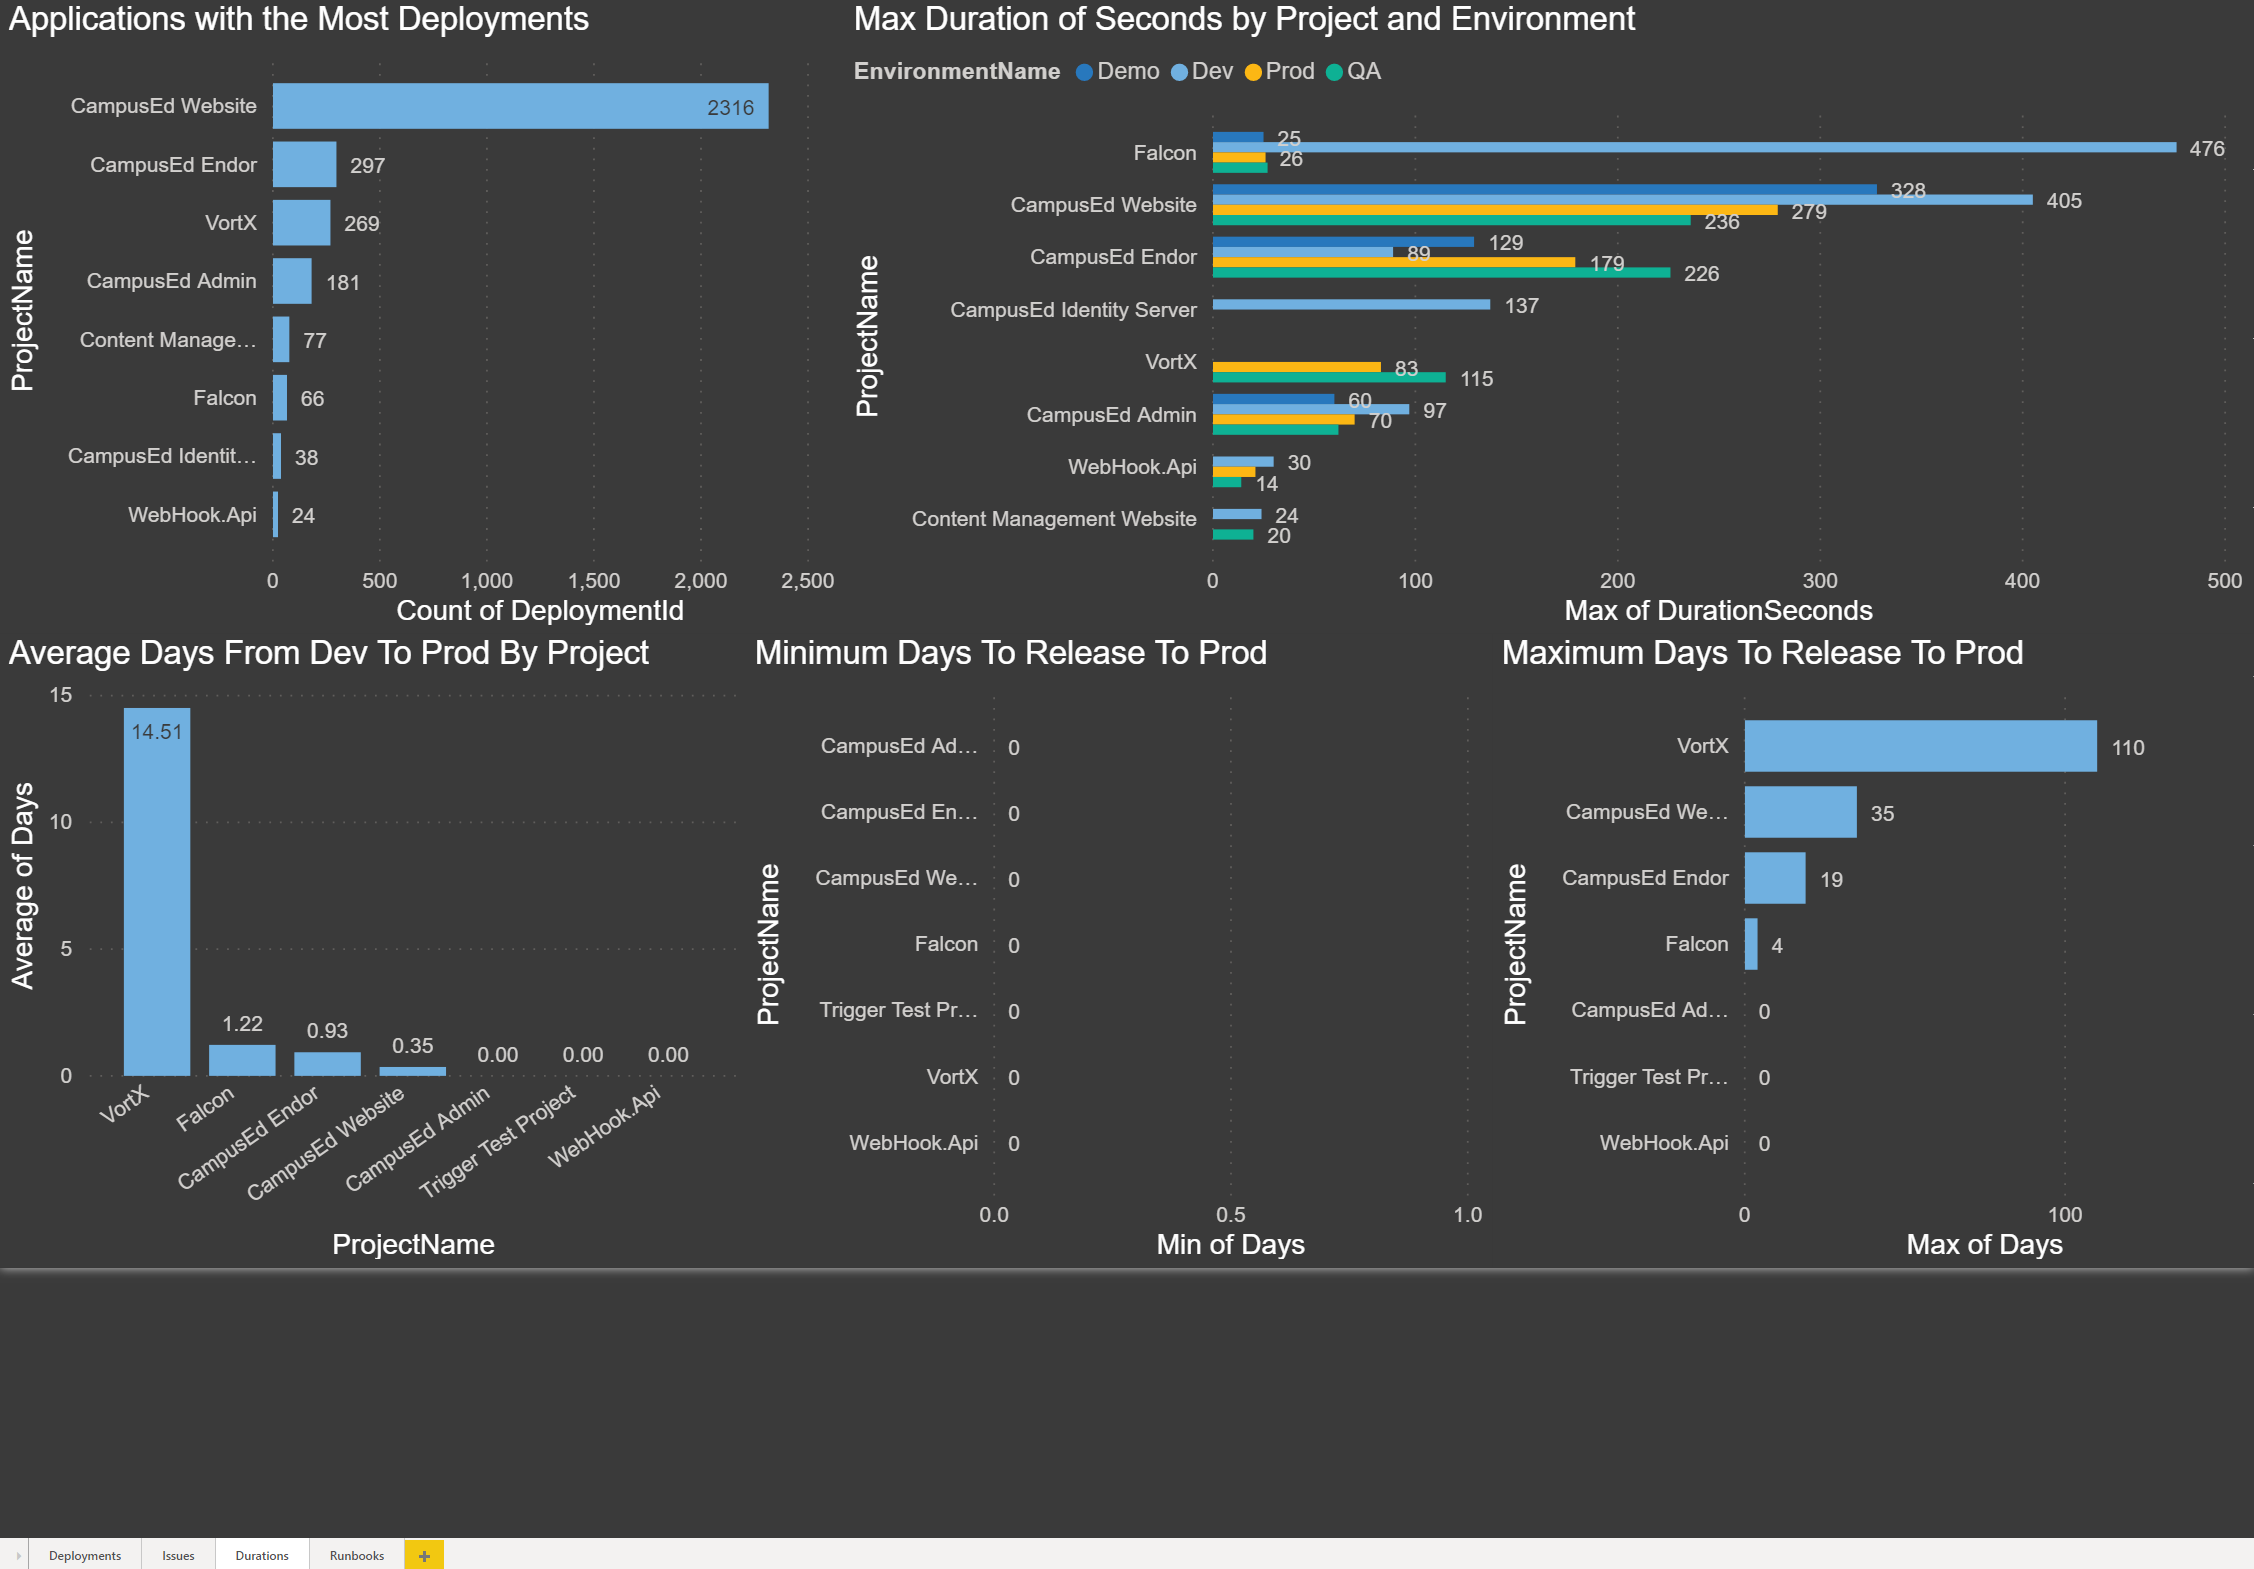 Applications with the Most Deployments
ProjectName
CampusEd Website
2316
CampusEd Endor
297
VortX
269
CampusEd Admin
181
Content Manage…
77
Falcon
66
CampusEd Identit…
38
WebHook.Api
24
0 500 1,000 1,500 2,000 2,500
Count of DeploymentId
Max Duration of Seconds by Project and Environment
EnvironmentName Demo Dev Prod QA
ProjectName
Falcon
25
476
26
CampusEd Website
328
405
279
236
CampusEd Endor
129
89
179
226
CampusEd Identity Server
137
VortX
83
115
CampusEd Admin
60
97
70
WebHook.Api
30
14
Content Management Website
24
20
0 100 200 300 400 500
Max of DurationSeconds
Average Days From Dev To Prod By Project
Average of Days
15
10
5
0
14.51
1.22
0.93
0.35
0.00
0.00
0.00
VortX
Falcon
CampusEd Endor
CampusEd Website
CampusEd Admin
Trigger Test Project
WebHook.Api
ProjectName
Minimum Days To Release To Prod
ProjectName
CampusEd Ad…
0
CampusEd En…
0
CampusEd We…
0
Falcon
0
Trigger Test Pr…
0
VortX
0
WebHook.Api
0
0.0 0.5 1.0
Min of Days
Maximum Days To Release To Prod
ProjectName
VortX
110
CampusEd We…
35
CampusEd Endor
19
Falcon
4
CampusEd Ad…
0
Trigger Test Pr…
0
WebHook.Api
0
0 100
Max of Days
Deployments Issues Durations Runbooks +